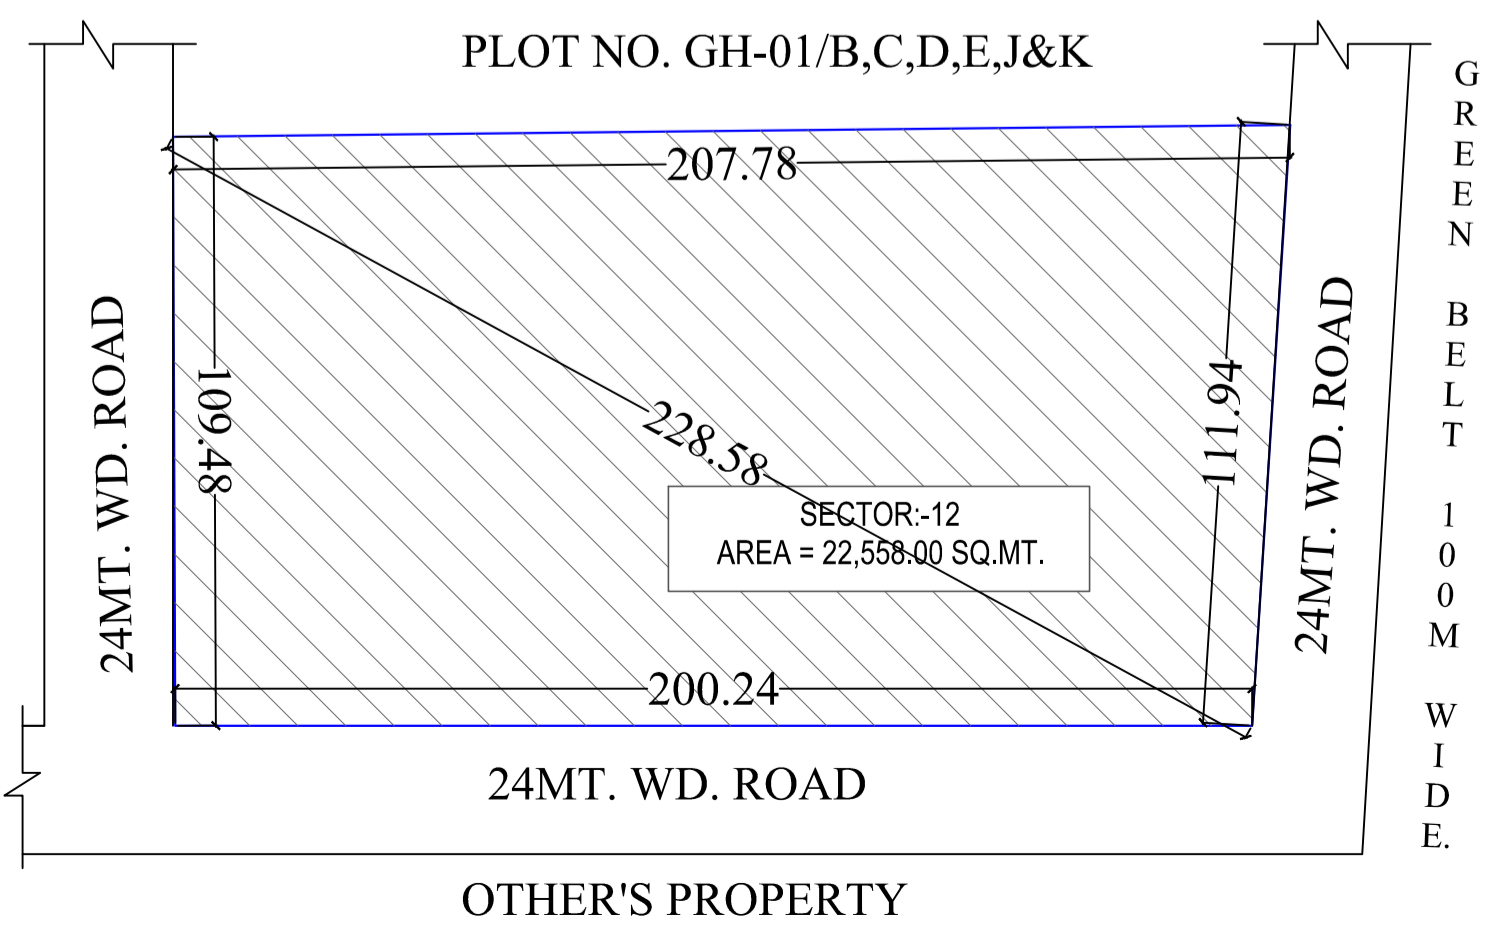 PLOT NO. GH-01/B,C,D,E,J&K
207.78
109.48
228.58
111.94
SECTOR:-12
AREA = 22,558.00 SQ.MT.
200.24
24MT. WD. ROAD
24MT. WD. ROAD
24MT. WD. ROAD
GREEN BELT 100M WIDE.
OTHER'S PROPERTY